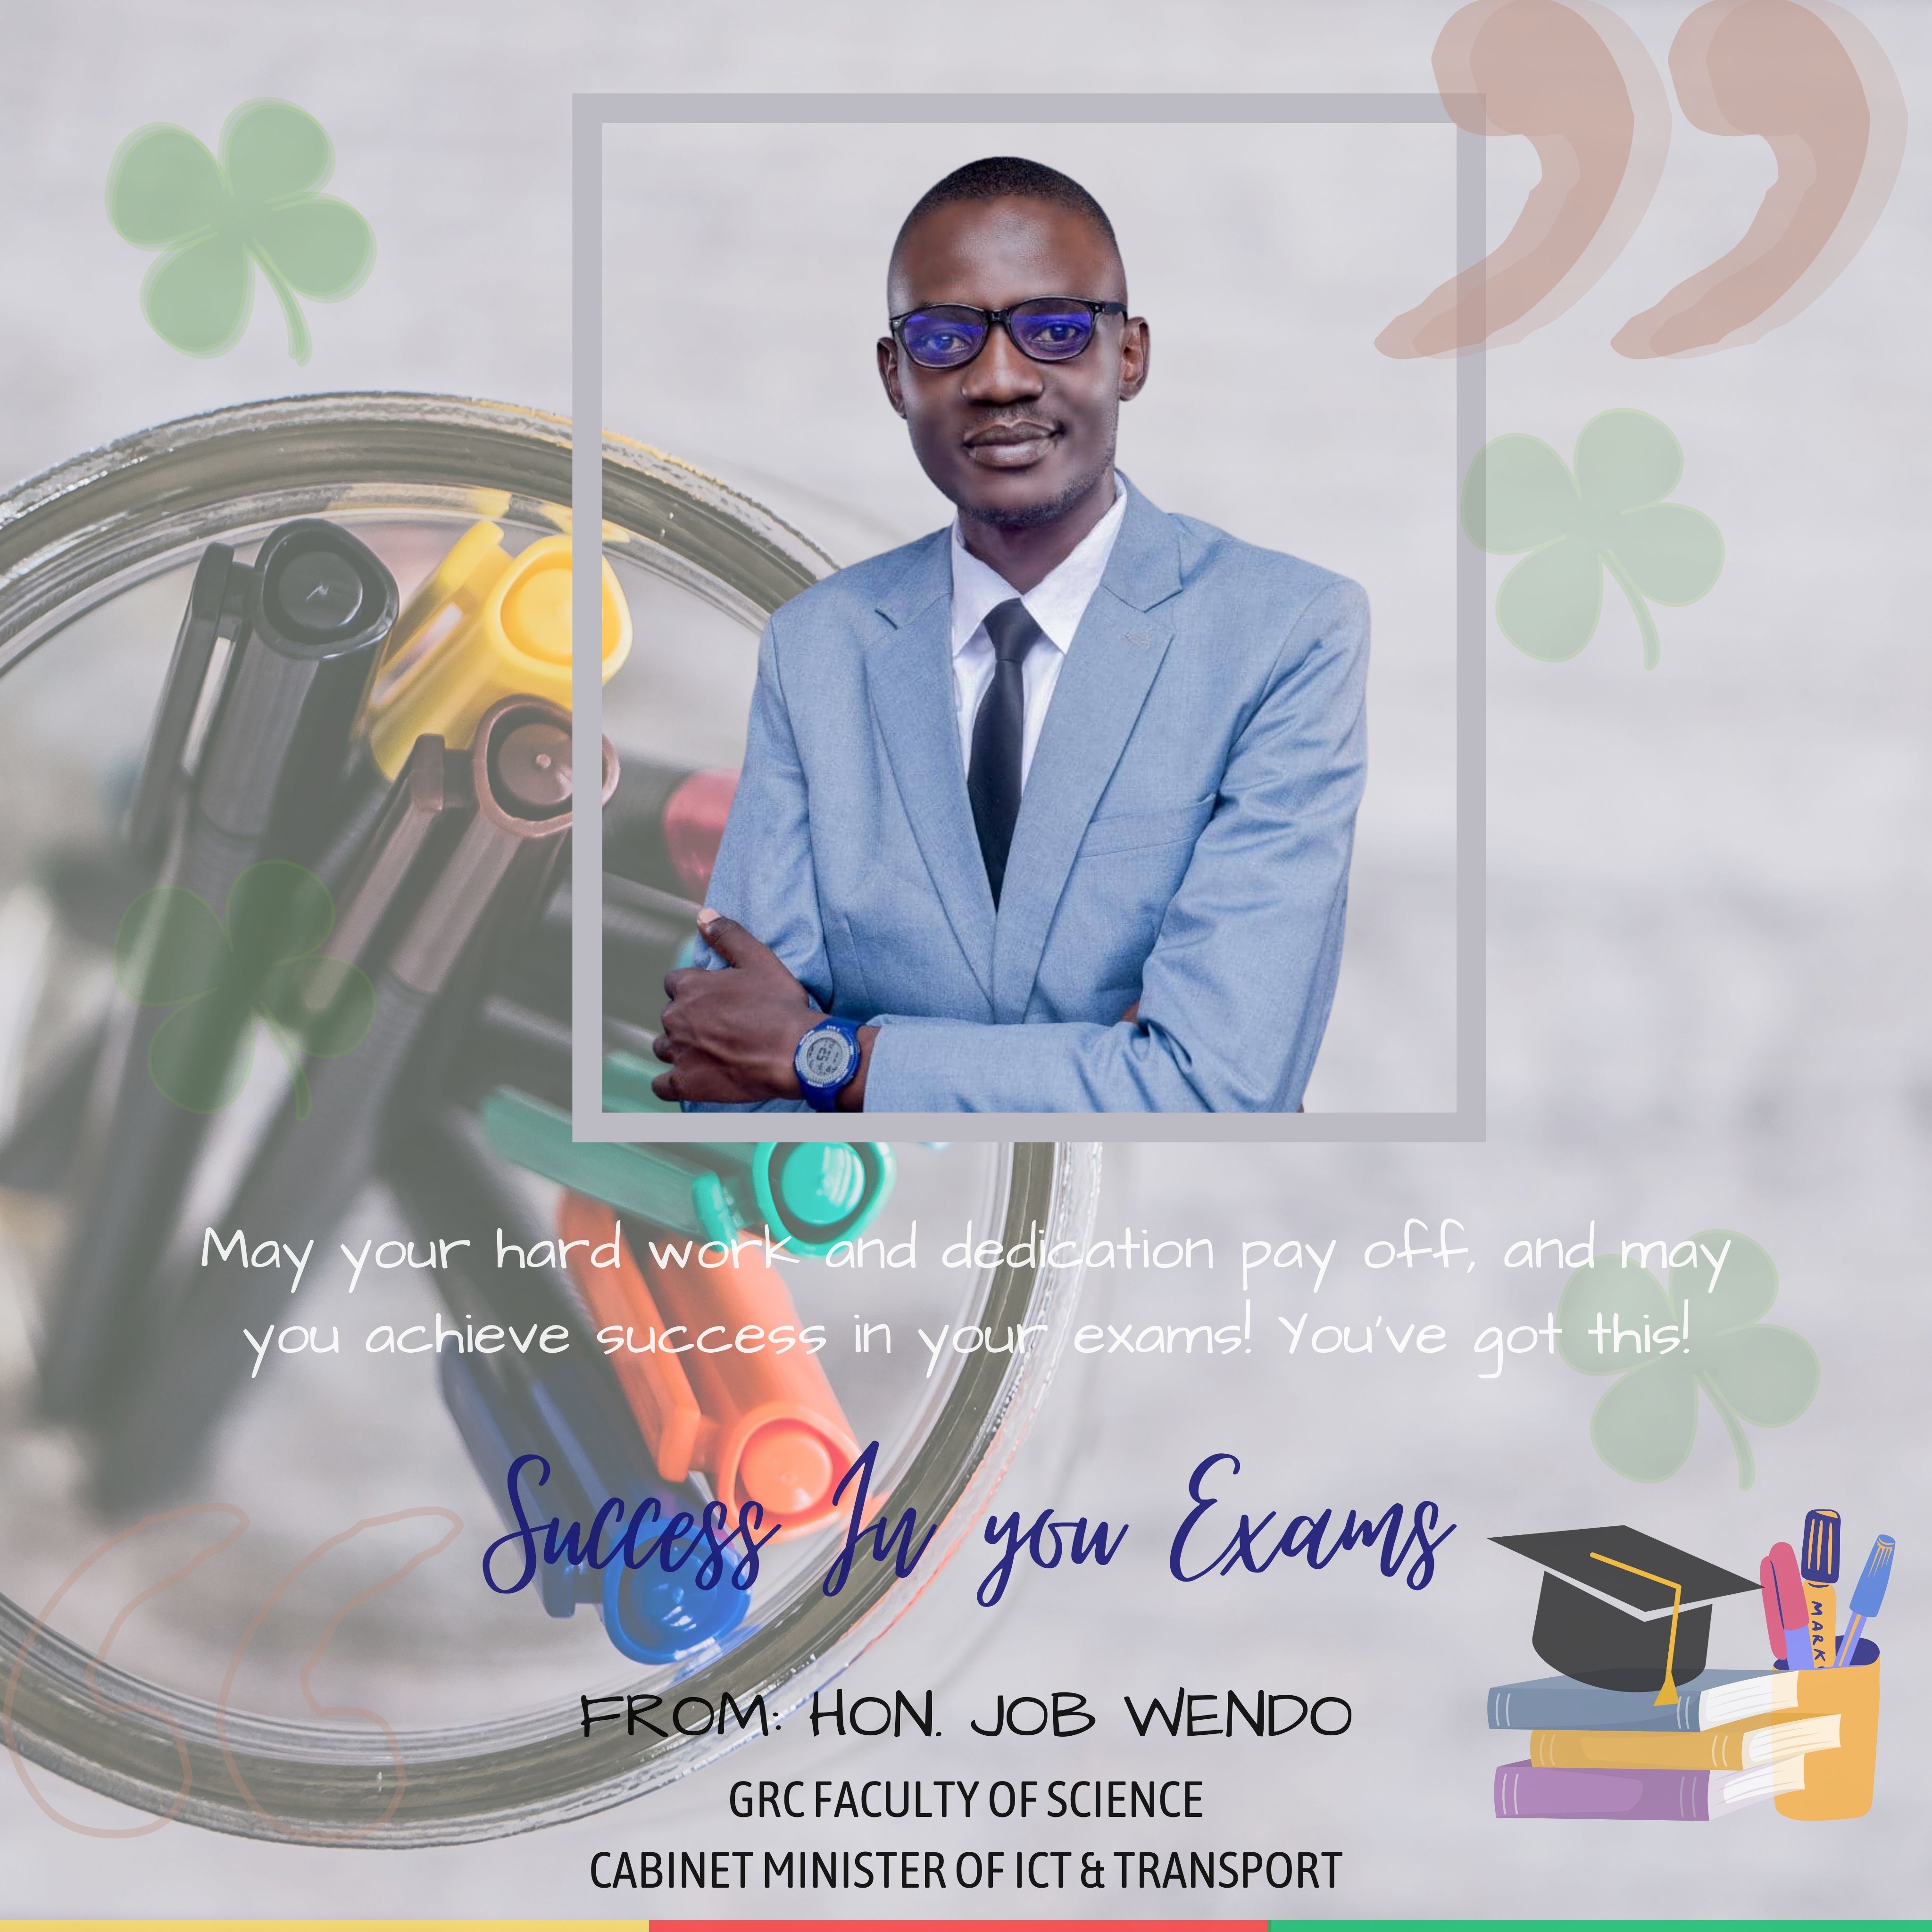 May your hard work and dedication pay off, and may
you achieve success in your exams! You've got this!
Success In you Exams
MARK
FROM: HON. JOB WENDO
GRC FACULTY OF SCIENCE
CABINET MINISTER OF ICT & TRANSPORT